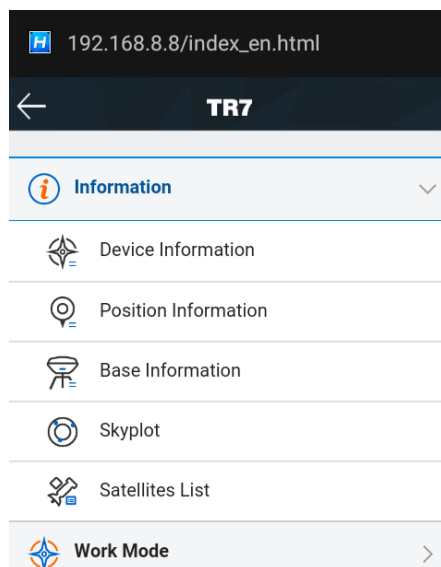 H 192.168.8.8/index_en.html
TR7
Information
Device Information
Position Information
Base Information
Skyplot
Satellites List
Work Mode